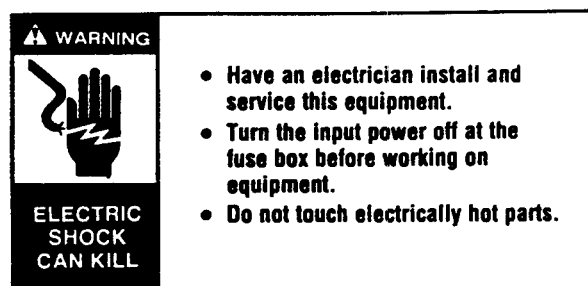 WARNING
ELECTRIC
SHOCK
CAN KILL
• Have an electrician install and
service this equipment.
• Turn the input power off at the
fuse box before working on
equipment.
• Do not touch electrically hot parts.